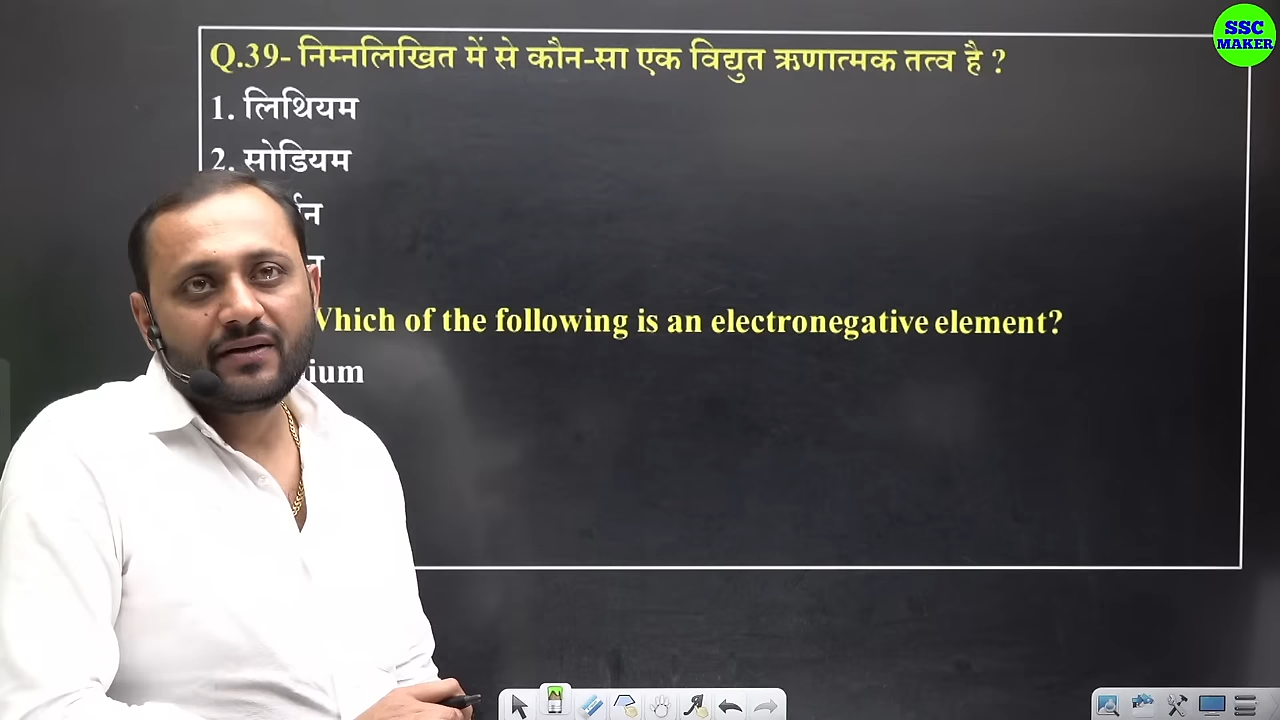 SSC
MAKER
Q.39- निम्नलिखित में से कौन-सा एक विद्युत ऋणात्मक तत्व है ?
1. लिथियम
2. सोडियम
Which of the following is an electronegative element?